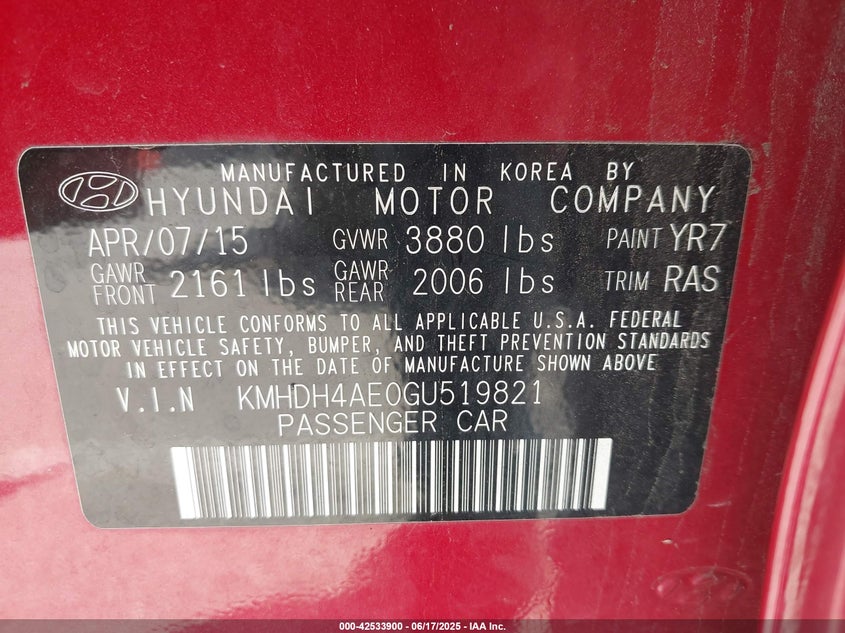 MANUFACTURED IN KOREA BY
HYUNDAI MOTOR COMPANY
APR/07/15 GVWR 3880 lbs PAINT YR7
GAWR FRONT 2161 lbs GAWR REAR 2006 lbs TRIM RAS
THIS VEHICLE CONFORMS TO ALL APPLICABLE U.S.A. FEDERAL
MOTOR VEHICLE SAFETY, BUMPER, AND THEFT PREVENTION STANDARDS
IN EFFECT ON THE DATE OF MANUFACTURE SHOWN ABOVE
V.I.N KMHDH4AE0GU519821
PASSENGER CAR
000-42533900 - 06/17/2025 - IAA Inc.